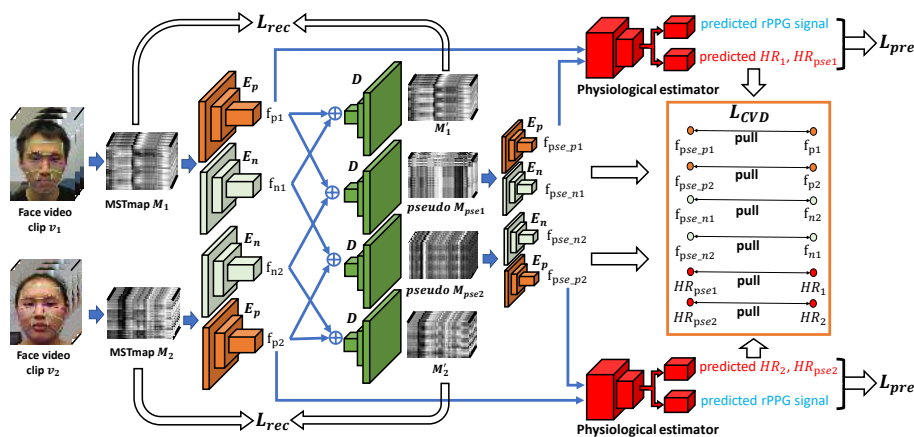 L_rec
predicted rPPG signal
predicted HR_1, HR_pse1
L_pre
Physiological estimator
E_p
D
f_p1
M'_1
E_n
f_n1
Face video
clip v_1
MSTmap M_1
D
E_p
f_pse_p1
E_n
f_pse_n1
pseudo M_pse1
L_CVD
pull
f_pse_p1
f_p1
pull
f_pse_p2
f_p2
pull
f_pse_n1
f_n2
pull
f_pse_n2
f_n1
pull
HR_pse1
HR_1
pull
HR_pse2
HR_2
E_n
f_n2
D
E_n
f_pse_n2
E_p
f_pse_p2
pseudo M_pse2
Face video
clip v_2
MSTmap M_2
E_p
f_p2
D
M'_2
L_rec
predicted HR_2, HR_pse2
predicted rPPG signal
L_pre
Physiological estimator